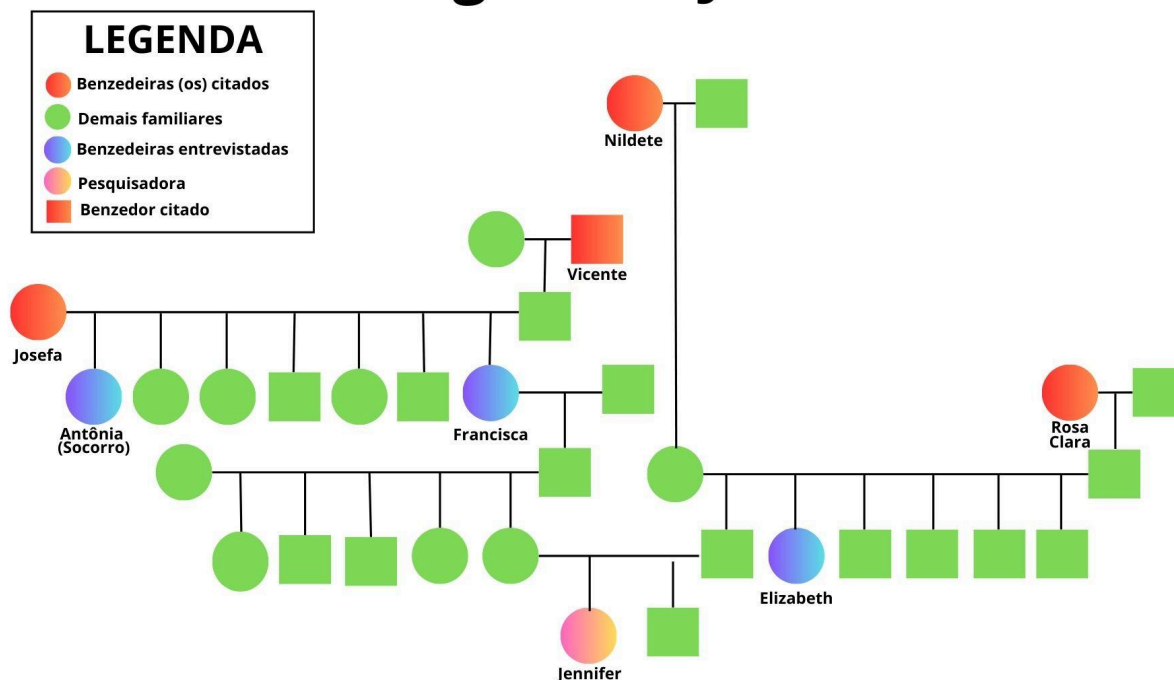 LEGENDA
Benzedeiras (os) citados
Demais familiares
Benzedeiras entrevistadas
Pesquisadora
Benzedor citado
Nildete
Vicente
Josefa
Antônia
(Socorro)
Francisca
Rosa
Clara
Elizabeth
Jennifer